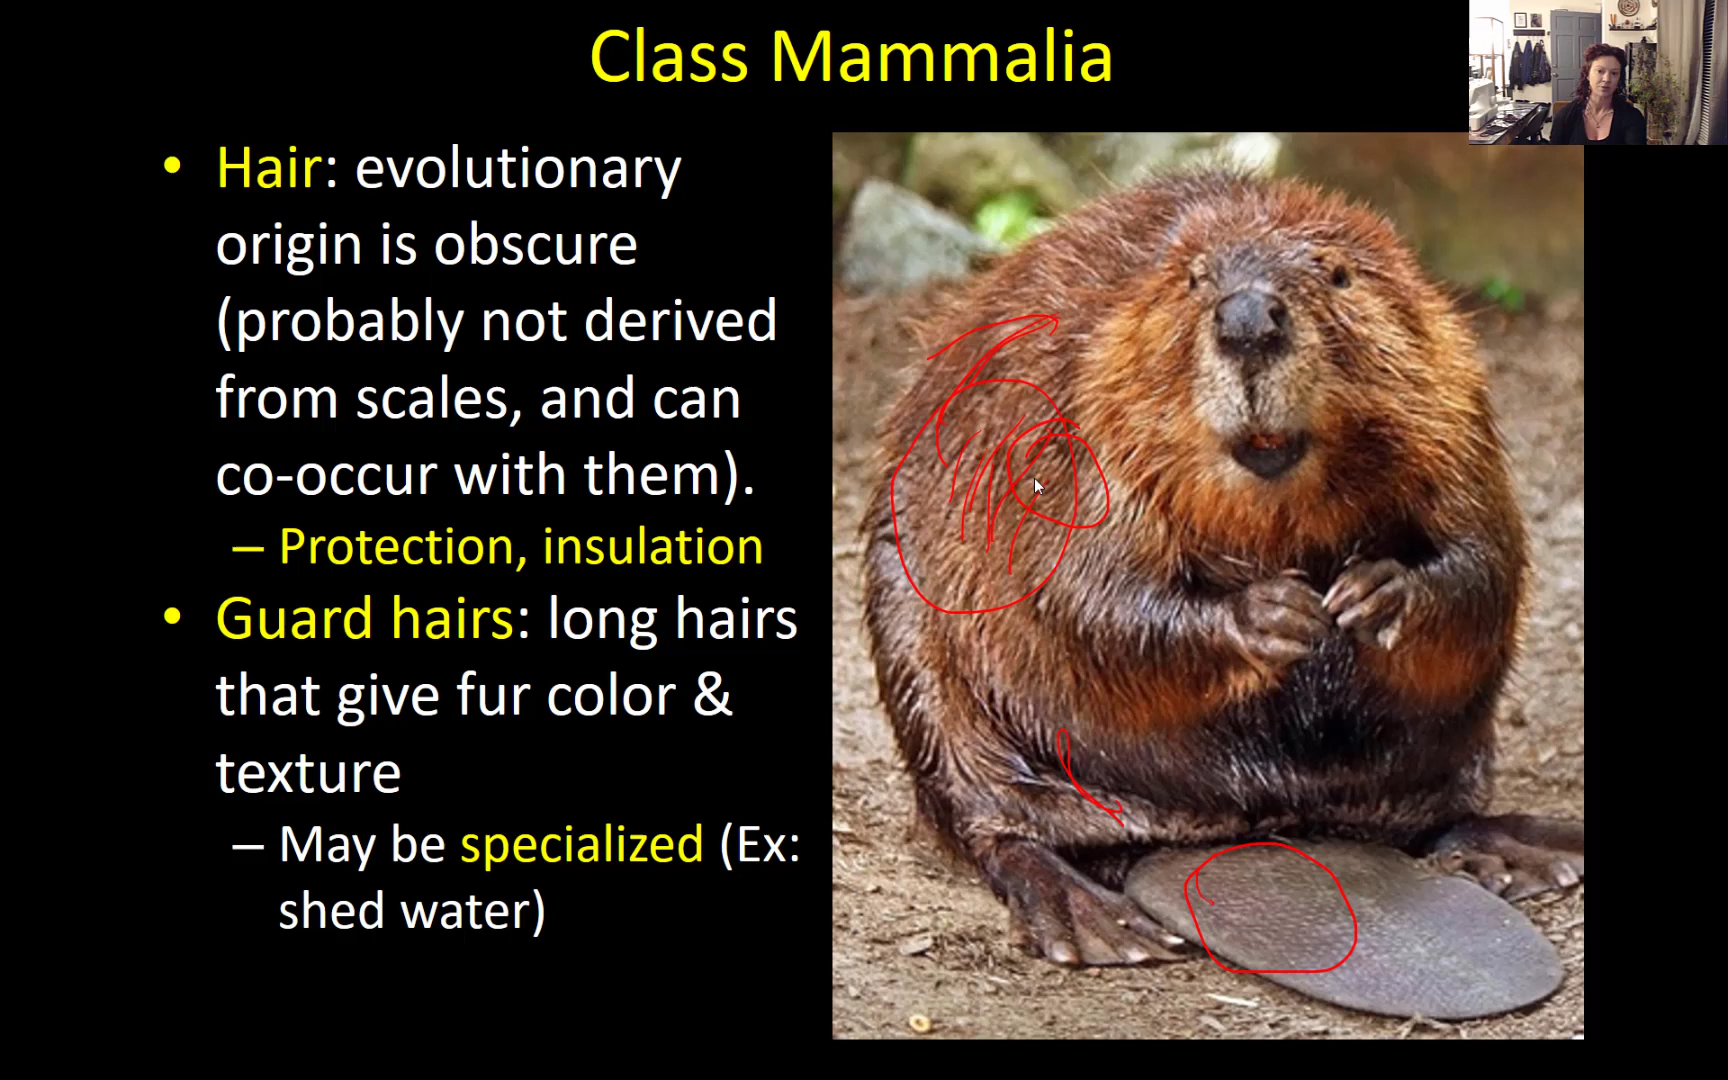 Class Mammalia
• Hair: evolutionary
origin is obscure
(probably not derived
from scales, and can
co-occur with them).
– Protection, insulation
• Guard hairs: long hairs
that give fur color &
texture
– May be specialized (Ex:
shed water)